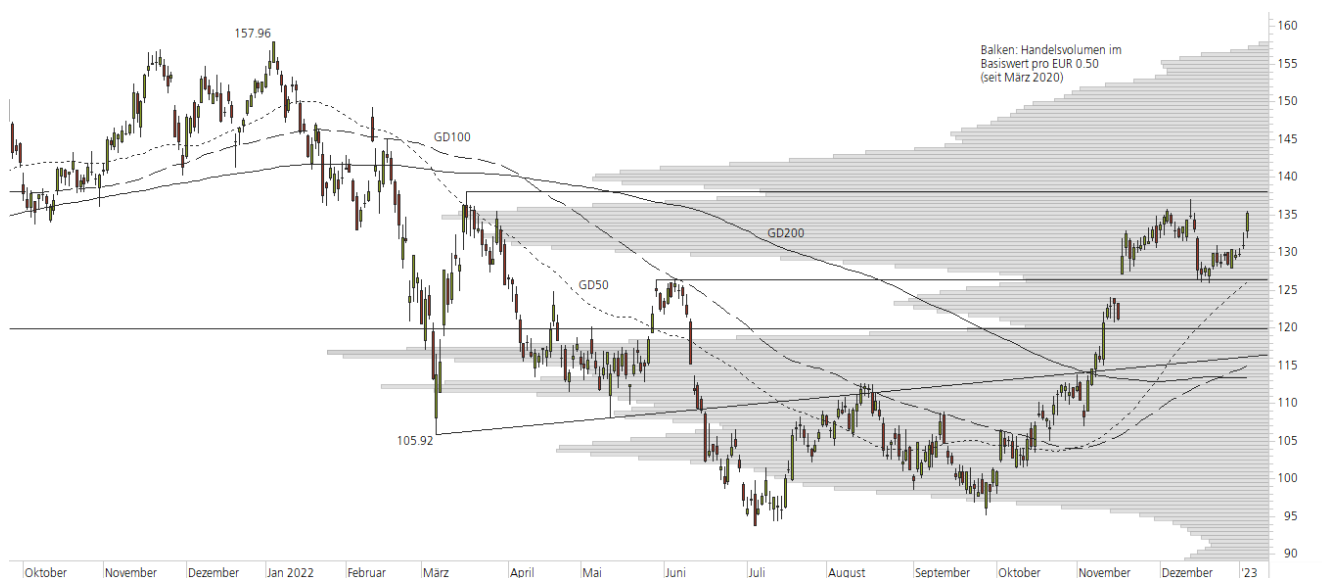 157.96
Balken: Handelsvolumen im
Basiswert pro EUR 0.50
(seit März 2020)
GD100
GD200
GD50
105.92
160
155
150
145
140
135
130
125
120
115
110
105
100
95
90
Oktober November Dezember Jan 2022 Februar März April Mai Juni Juli August September Oktober November Dezember '23